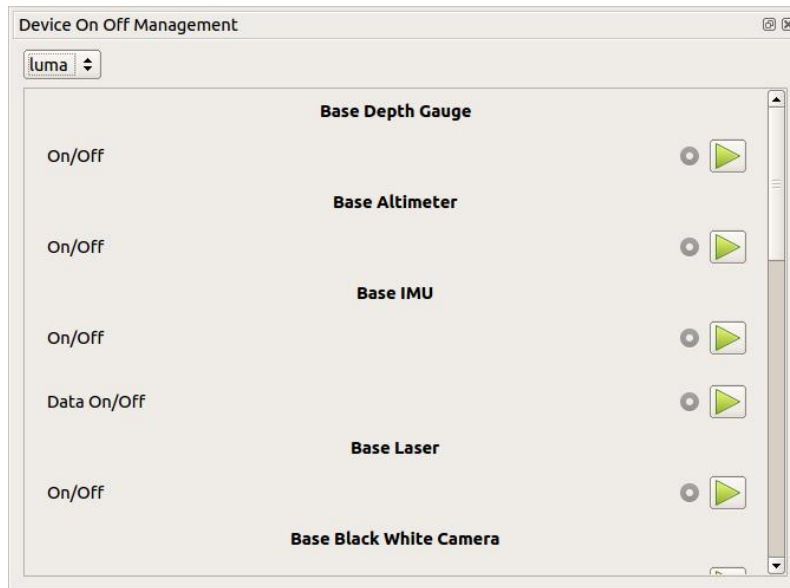 Device On Off Management
luma
Base Depth Gauge
On/Off
Base Altimeter
On/Off
Base IMU
On/Off
Data On/Off
Base Laser
On/Off
Base Black White Camera